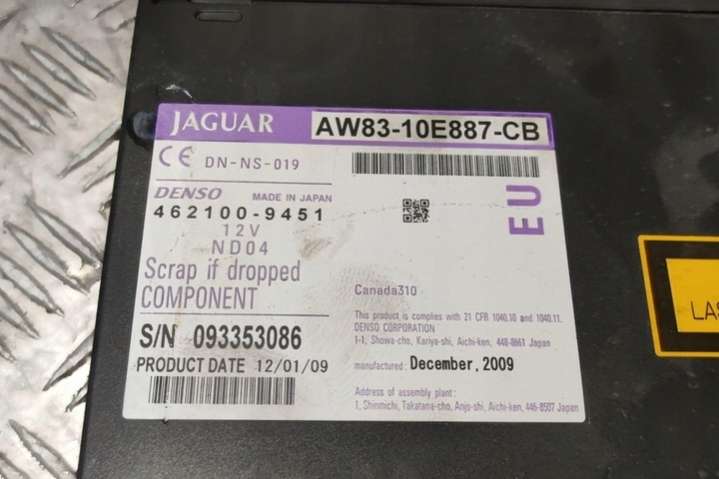 JAGUAR AW83-10E887-CB
CE DN-NS-019
DENSO MADE IN JAPAN
462100-9451
12V
ND04
EU
Scrap if dropped
COMPONENT
Canada310
This product is complies with 21 CFR 1040.10 and 1040.11.
DENSO CORPORATION
1-1, Showa-cho, Kariya-shi, Aichi-ken, 448-8661 Japan
S/N 093353086
manufactured: December, 2009
PRODUCT DATE 12/01/09
Address of assembly plant:
1, Shinmichi, Takatana-cho, Anjo-shi, Aichi-ken, 446-8507 Japan